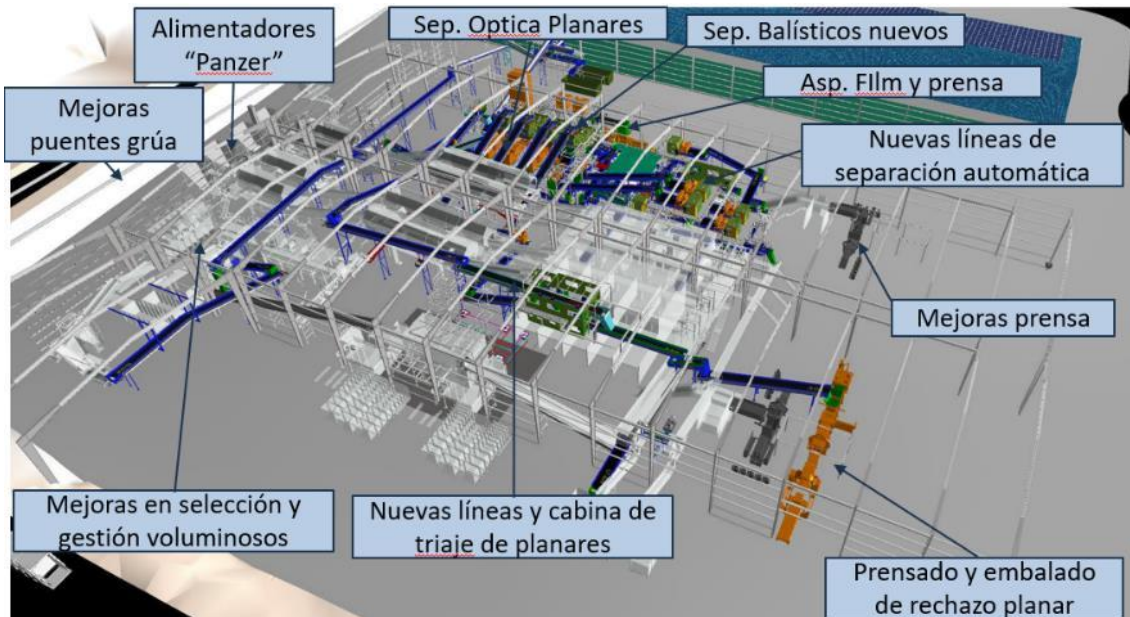 Alimentadores
“Panzer”
Sep. Optica Planares
Sep. Balísticos nuevos
Asp. FIlm y prensa
Mejoras
puentes grúa
Nuevas líneas de
separación automática
Mejoras prensa
Mejoras en selección y
gestión voluminosos
Nuevas líneas y cabina de
triaje de planares
Prensado y embalado
de rechazo planar